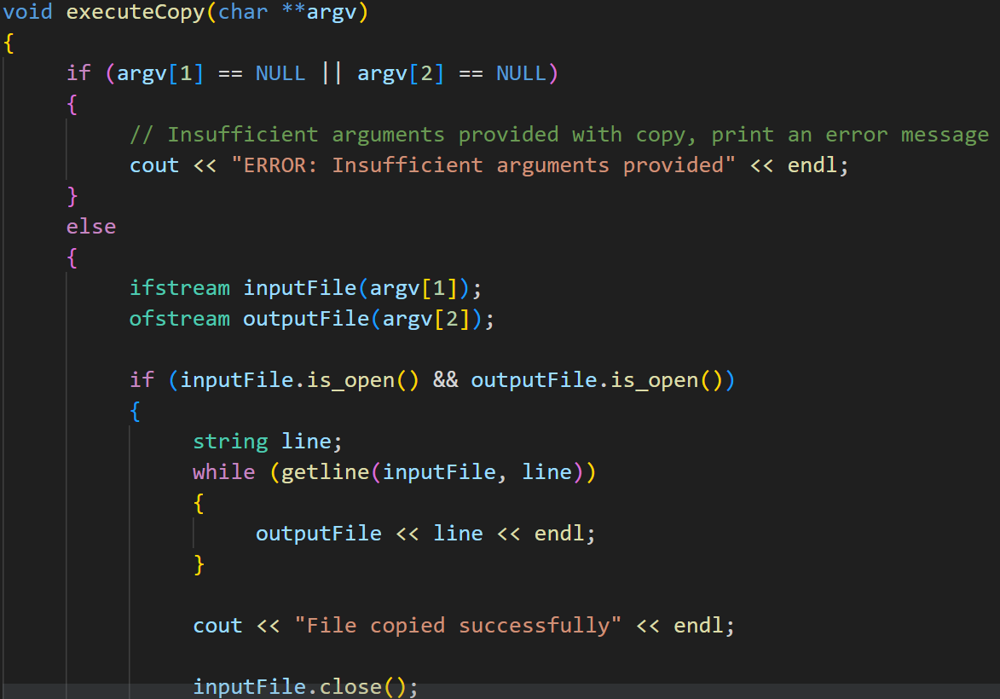 void executeCopy(char **argv)
{
if (argv[1] == NULL || argv[2] == NULL)
{
// Insufficient arguments provided with copy, print an error message
cout << "ERROR: Insufficient arguments provided" << endl;
}
else
{
ifstream inputFile(argv[1]);
ofstream outputFile(argv[2]);
if (inputFile.is_open() && outputFile.is_open())
{
string line;
while (getline(inputFile, line))
{
outputFile << line << endl;
}
cout << "File copied successfully" << endl;
inputFile.close();